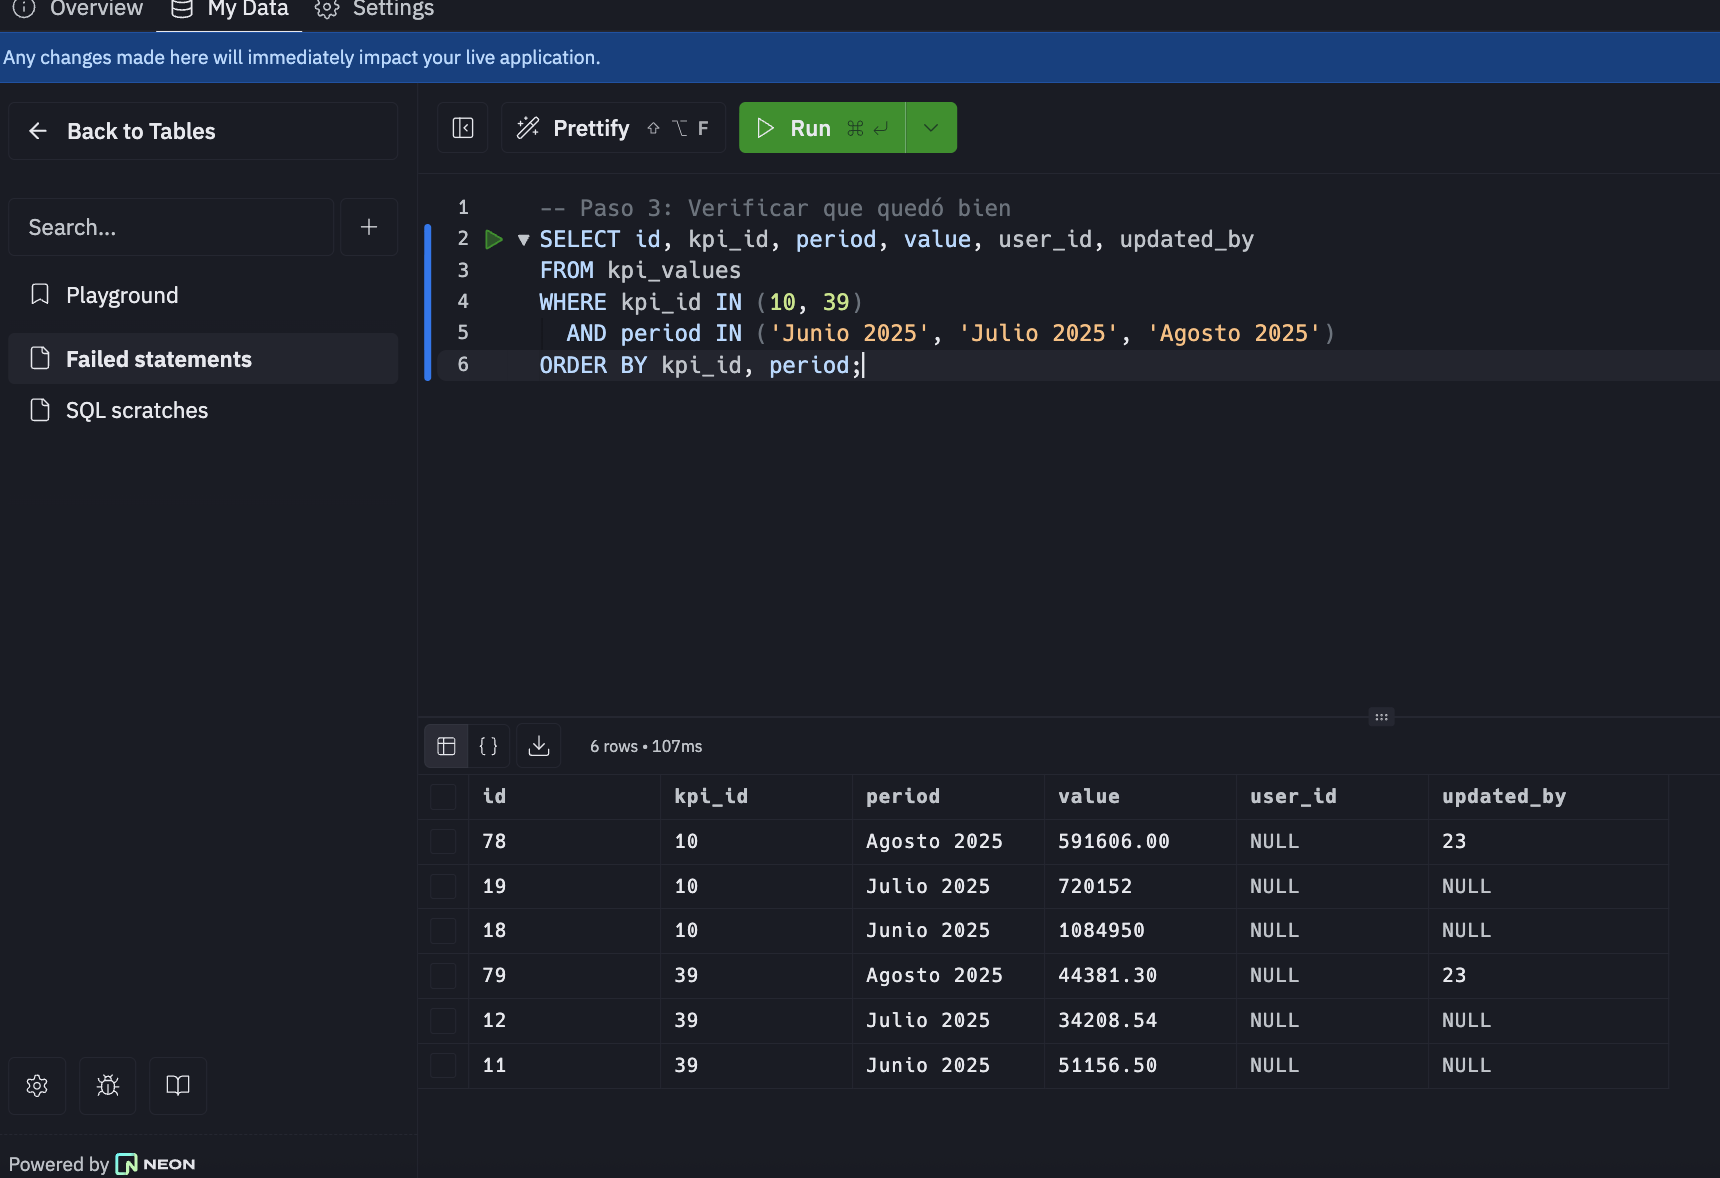 Overview My Data Settings
Any changes made here will immediately impact your live application.
Back to Tables
Search...
Playground
Failed statements
SQL scratches
Powered by NEON
Prettify ⇧ ⌥ F
Run ⌘ ↵
1 -- Paso 3: Verificar que quedó bien
2 SELECT id, kpi_id, period, value, user_id, updated_by
3 FROM kpi_values
4 WHERE kpi_id IN (10, 39)
5 AND period IN ('Junio 2025', 'Julio 2025', 'Agosto 2025')
6 ORDER BY kpi_id, period;
{ } 6 rows • 107ms
id kpi_id period value user_id updated_by
78 10 Agosto 2025 591606.00 NULL 23
19 10 Julio 2025 720152 NULL NULL
18 10 Junio 2025 1084950 NULL NULL
79 39 Agosto 2025 44381.30 NULL 23
12 39 Julio 2025 34208.54 NULL NULL
11 39 Junio 2025 51156.50 NULL NULL